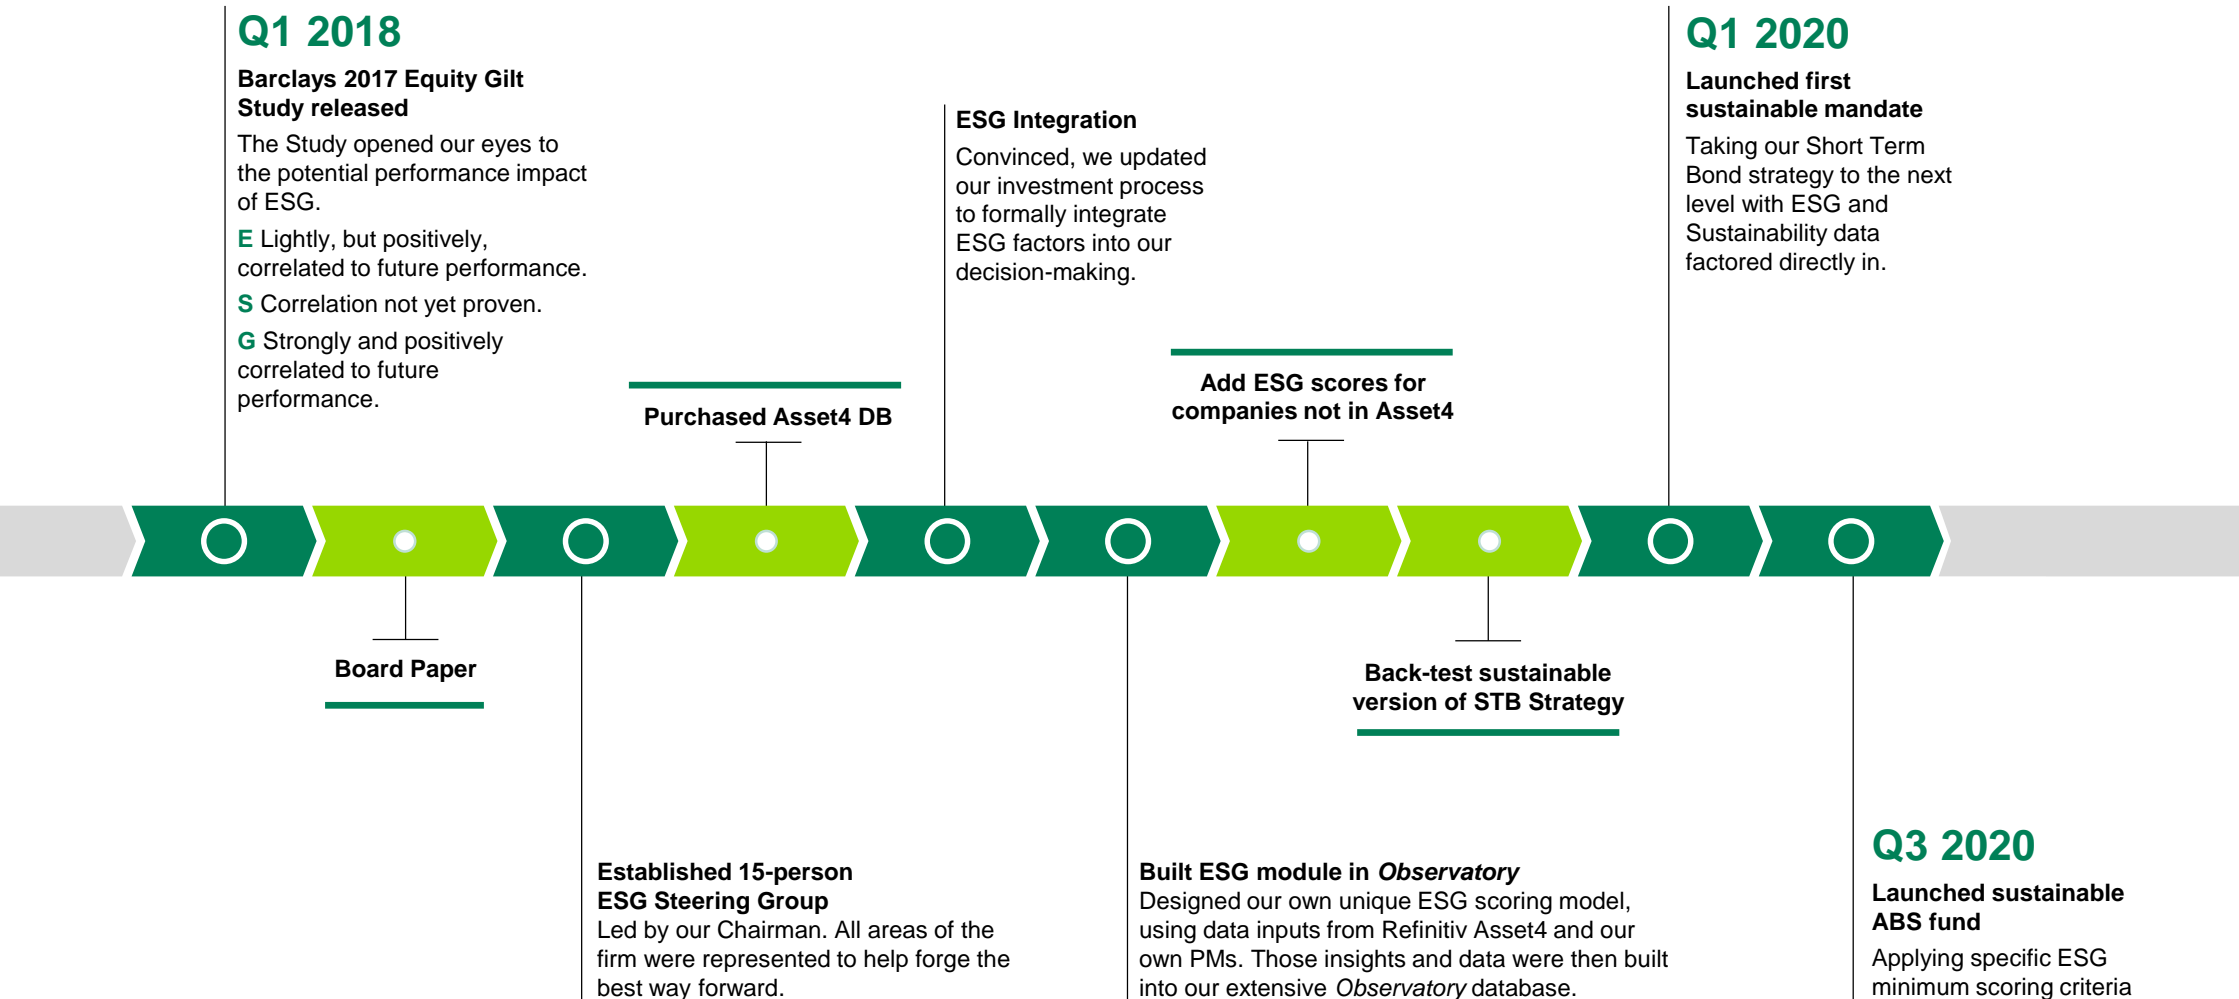 Q1 2018
Barclays 2017 Equity Gilt
Study released
The Study opened our eyes to
the potential performance impact
of ESG.
E Lightly, but positively,
correlated to future performance.
S Correlation not yet proven.
G Strongly and positively
correlated to future
performance.
Board Paper
Established 15-person
ESG Steering Group
Led by our Chairman. All areas of the
firm were represented to help forge the
best way forward.
Purchased Asset4 DB
ESG Integration
Convinced, we updated
our investment process
to formally integrate
ESG factors into our
decision-making.
Built ESG module in Observatory
Designed our own unique ESG scoring model,
using data inputs from Refinitiv Asset4 and our
own PMs. Those insights and data were then built
into our extensive Observatory database.
Add ESG scores for
companies not in Asset4
Back-test sustainable
version of STB Strategy
Q1 2020
Launched first
sustainable mandate
Taking our Short Term
Bond strategy to the next
level with ESG and
Sustainability data
factored directly in.
Q3 2020
Launched sustainable
ABS fund
Applying specific ESG
minimum scoring criteria